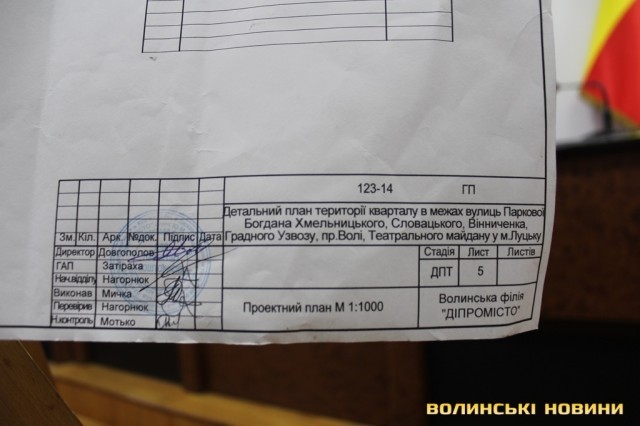 123-14 ГП
Детальний план території кварталу в межах вулиць Паркової
Богдана Хмельницького, Словацького, Вінниченка,
Градного Узвозу, пр.Волі, Театрального майдану у м.Луцьку
Зм. Кіл. Арк. №док. Підпис Дата
Директор Довгополов
ГАП Затіраха
Нач.відділу Нагорнюк
Виконав Мичка
Перевірив Нагорнюк
Н.контроль Мотько
Стадія Лист Листів
ДПТ 5
Проектний план М 1:1000
Волинська філія
"ДІПРОМІСТО"
ВОЛИНСЬКІ НОВИНИ